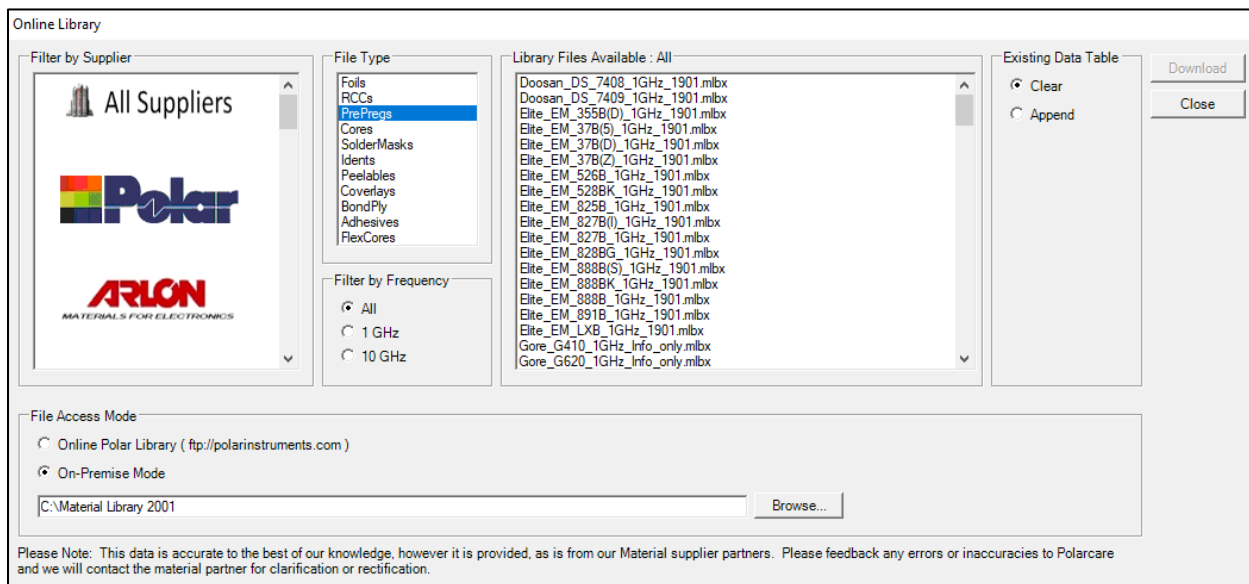 Online Library
Filter by Supplier
All Suppliers
Polar
ARLON
MATERIALS FOR ELECTRONICS
File Type
Foils
RCCs
PrePregs
Cores
SolderMasks
Idents
Peelables
Coverlays
BondPly
Adhesives
FlexCores
Filter by Frequency
All
1 GHz
10 GHz
Library Files Available : All
Doosan_DS_7408_1GHz_1901.mlbx
Doosan_DS_7409_1GHz_1901.mlbx
Elite_EM_355B(D)_1GHz_1901.mlbx
Elite_EM_37B(5)_1GHz_1901.mlbx
Elite_EM_37B(D)_1GHz_1901.mlbx
Elite_EM_37B(Z)_1GHz_1901.mlbx
Elite_EM_526B_1GHz_1901.mlbx
Elite_EM_528BK_1GHz_1901.mlbx
Elite_EM_825B_1GHz_1901.mlbx
Elite_EM_827B(I)_1GHz_1901.mlbx
Elite_EM_827B_1GHz_1901.mlbx
Elite_EM_828BG_1GHz_1901.mlbx
Elite_EM_888B(S)_1GHz_1901.mlbx
Elite_EM_888BK_1GHz_1901.mlbx
Elite_EM_888B_1GHz_1901.mlbx
Elite_EM_891B_1GHz_1901.mlbx
Elite_EM_LXB_1GHz_1901.mlbx
Gore_G410_1GHz_Info_only.mlbx
Gore_G620_1GHz_Info_only.mlbx
Existing Data Table
Clear
Append
Download
Close
File Access Mode
Online Polar Library ( ftp://polarinstruments.com )
On-Premise Mode
C:\Material Library 2001
Browse...
Please Note: This data is accurate to the best of our knowledge, however it is provided, as is from our Material supplier partners. Please feedback any errors or inaccuracies to Polarcare
and we will contact the material partner for clarification or rectification.